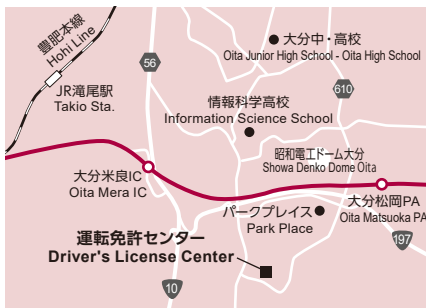 豊肥本線
Hohi Line
大分中・高校
Oita Junior High School - Oita High School
56
JR滝尾駅
Takio Sta.
610
情報科学高校
Information Science School
昭和電工ドーム大分
Showa Denko Dome Oita
大分米良IC
Oita Mera IC
大分松岡PA
Oita Matsuoka PA
パークプレイス
Park Place
運転免許センター
Driver's License Center
197
10